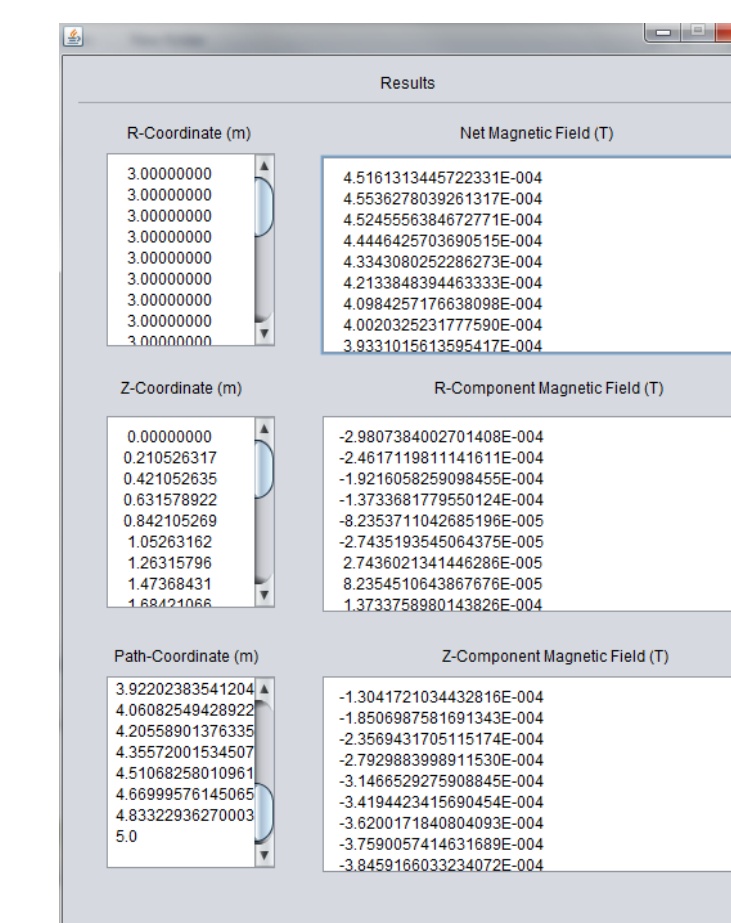 Results
R-Coordinate (m)
Net Magnetic Field (T)
3.00000000
3.00000000
3.00000000
3.00000000
3.00000000
3.00000000
3.00000000
3.00000000
3.00000000
4.5161313445722331E-004
4.5536278039261317E-004
4.5245556384672771E-004
4.4446425703690515E-004
4.3343080252286273E-004
4.2133848394463333E-004
4.0984257176638098E-004
4.0020325231777590E-004
3.9331015613595417E-004
Z-Coordinate (m)
R-Component Magnetic Field (T)
0.00000000
0.210526317
0.421052635
0.631578922
0.842105269
1.05263162
1.26315796
1.47368431
1.68421066
-2.9807384002701408E-004
-2.4617119811141611E-004
-1.9216058259098455E-004
-1.3733681779550124E-004
-8.2353711042685196E-005
-2.7435193545064375E-005
2.7436021341446286E-005
8.2354510643867676E-005
1.3733758980143826E-004
Path-Coordinate (m)
Z-Component Magnetic Field (T)
3.92202383541204
4.06082549428922
4.20558901376335
4.35572001534507
4.51068258010961
4.66999576145065
4.83322936270003
5.0
-1.3041721034432816E-004
-1.8506987581691343E-004
-2.3569431705115174E-004
-2.7929883998911530E-004
-3.1466529275908845E-004
-3.4194423415690454E-004
-3.6200171840804093E-004
-3.7590057414631689E-004
-3.8459166033234072E-004